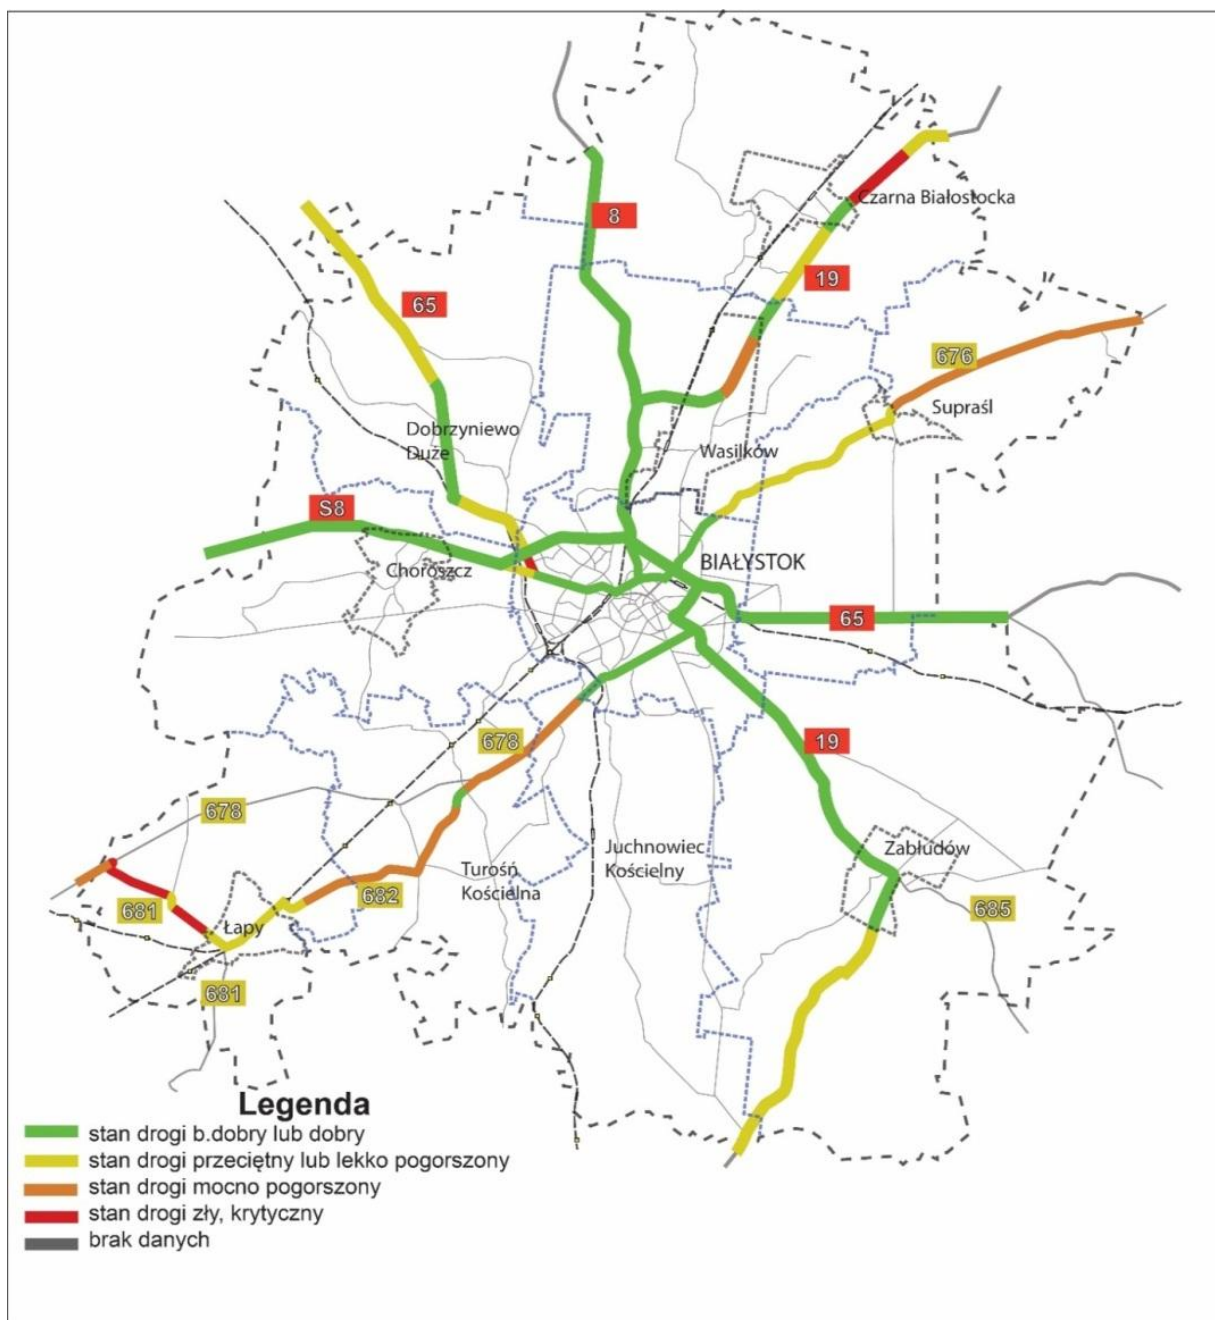 8
Czarna Białostocka
19
65
676
Supraśl
Dobrzyniewo
Duże
Wasilków
S8
Choroszcz
BIAŁYSTOK
65
678
19
678
Juchnowiec
Kościelny
Zabłudów
Turośń
Kościelna
682
681
Łapy
685
681
Legenda
stan drogi b.dobry lub dobry
stan drogi przeciętny lub lekko pogorszony
stan drogi mocno pogorszony
stan drogi zły, krytyczny
brak danych